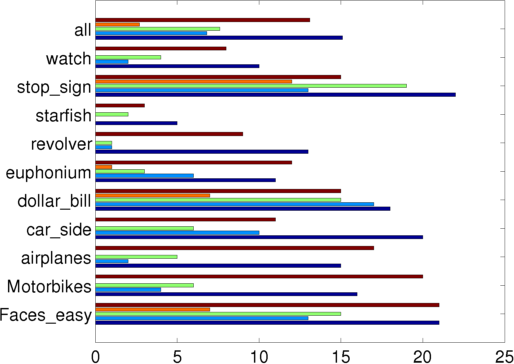 all
watch
stop_sign
starfish
revolver
euphonium
dollar_bill
car_side
airplanes
Motorbikes
Faces_easy
0 5 10 15 20 25